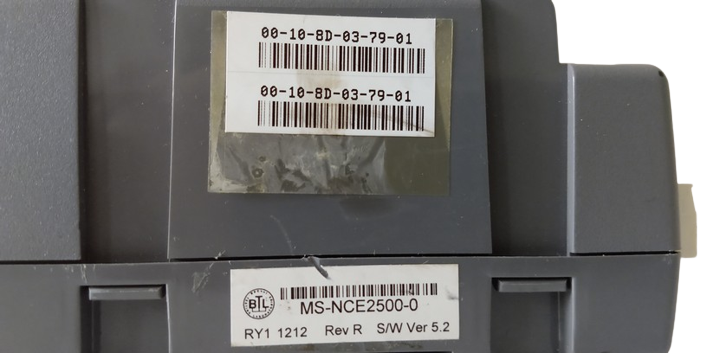 00-10-8D-03-79-01
00-10-8D-03-79-01
BTL
MS-NCE2500-0
RY1 1212 Rev R S/W Ver 5.2